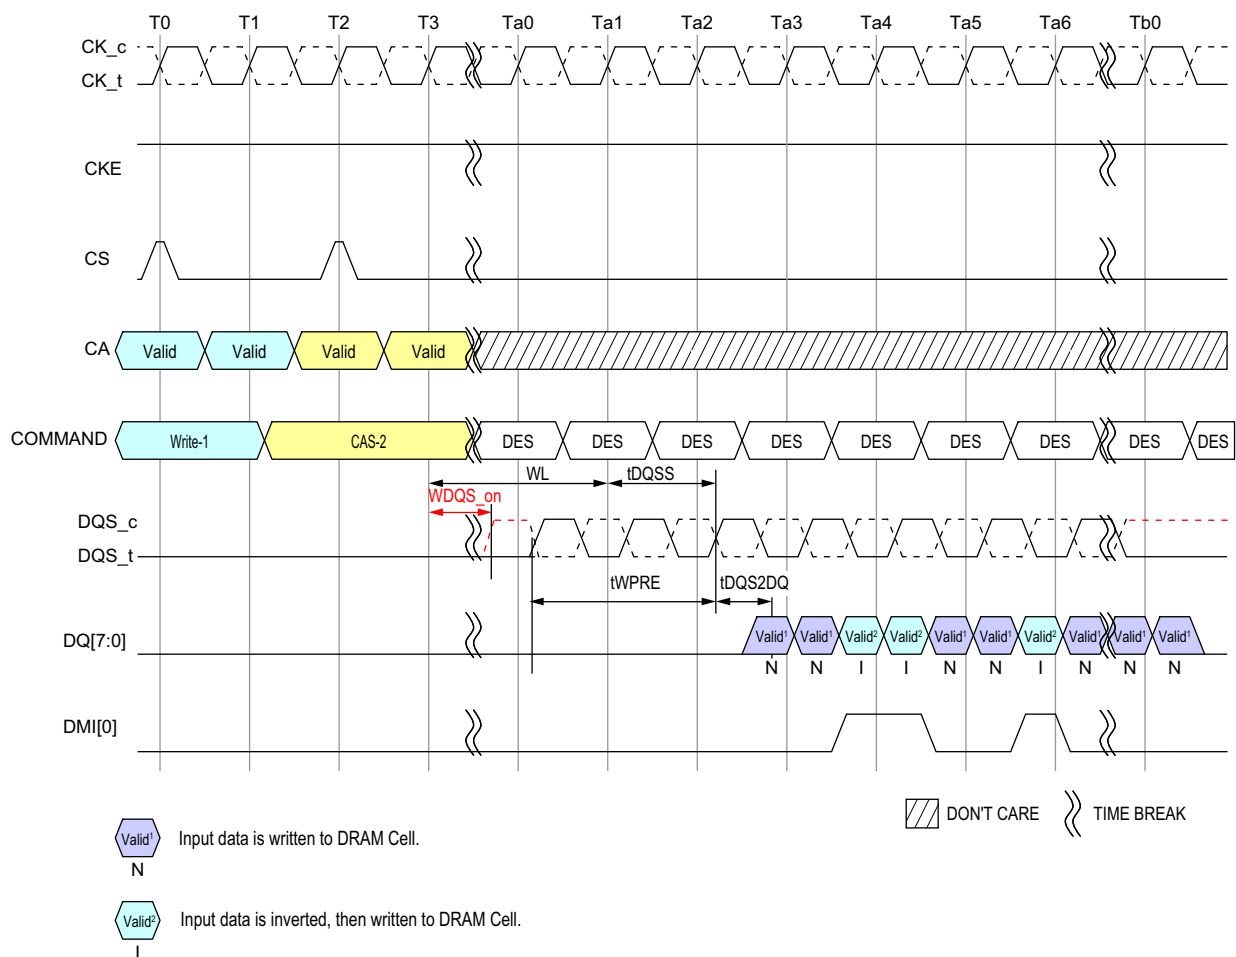 T0 T1 T2 T3 Ta0 Ta1 Ta2 Ta3 Ta4 Ta5 Ta6 Tb0
CK_c
CK_t
CKE
CS
CA Valid Valid Valid Valid
COMMAND Write-1 CAS-2 DES DES DES DES DES DES DES DES DES
WL tDQSS
WDQS_on
DQS_c
DQS_t
tWPRE tDQS2DQ
DQ[7:0] Valid¹ Valid¹ Valid² Valid² Valid¹ Valid¹ Valid² Valid¹ Valid¹ Valid¹
N N I I N N I N N N
DMI[0]
DON'T CARE TIME BREAK
Valid¹ Input data is written to DRAM Cell.
N
Valid² Input data is inverted, then written to DRAM Cell.
I